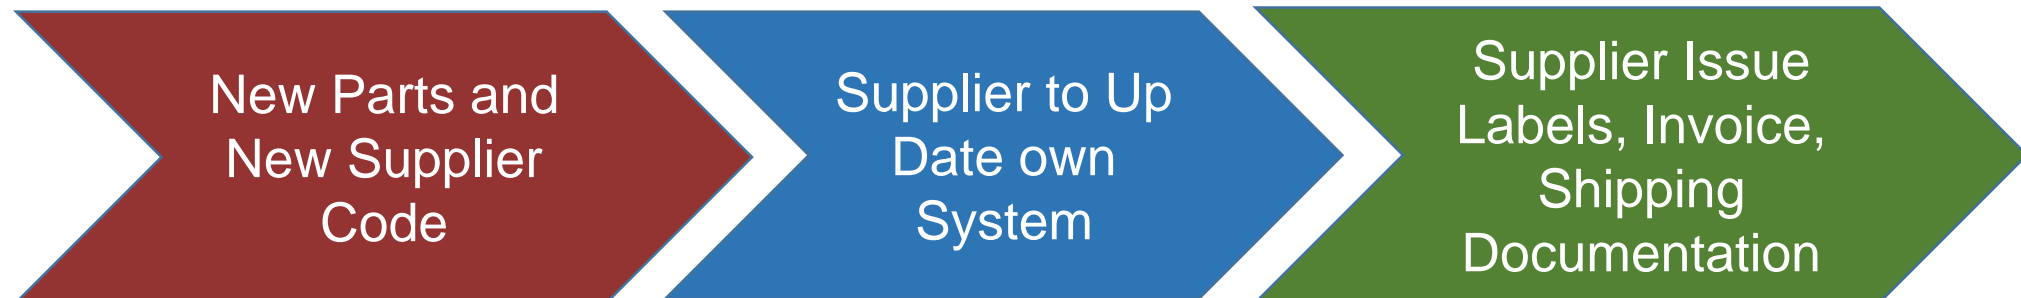 New Parts and
New Supplier
Code
Supplier to Up
Date own
System
Supplier Issue
Labels, Invoice,
Shipping
Documentation